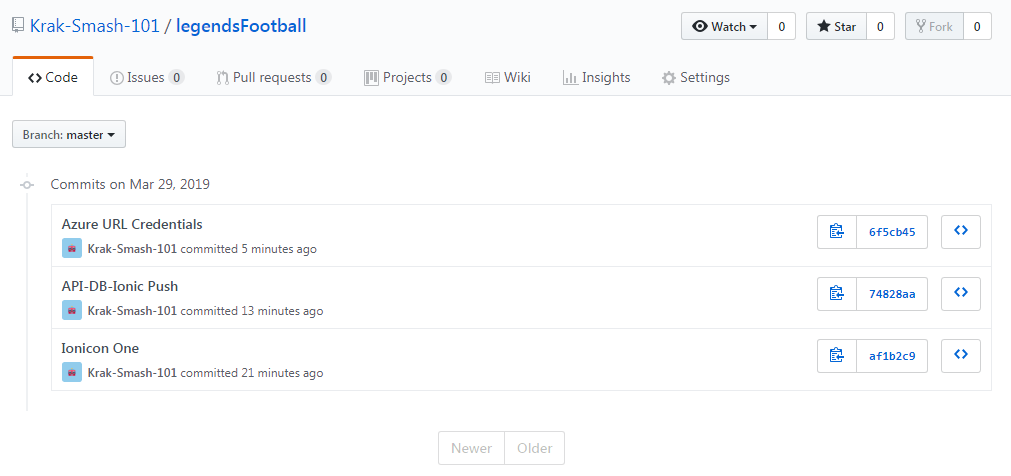 Krak-Smash-101 / legendsFootball
Watch 0 Star 0 Fork 0
Code Issues 0 Pull requests 0 Projects 0 Wiki Insights Settings
Branch: master
Commits on Mar 29, 2019
Azure URL Credentials
Krak-Smash-101 committed 5 minutes ago
6f5cb45
API-DB-Ionic Push
Krak-Smash-101 committed 13 minutes ago
74828aa
Ionicon One
Krak-Smash-101 committed 21 minutes ago
af1b2c9
Newer Older